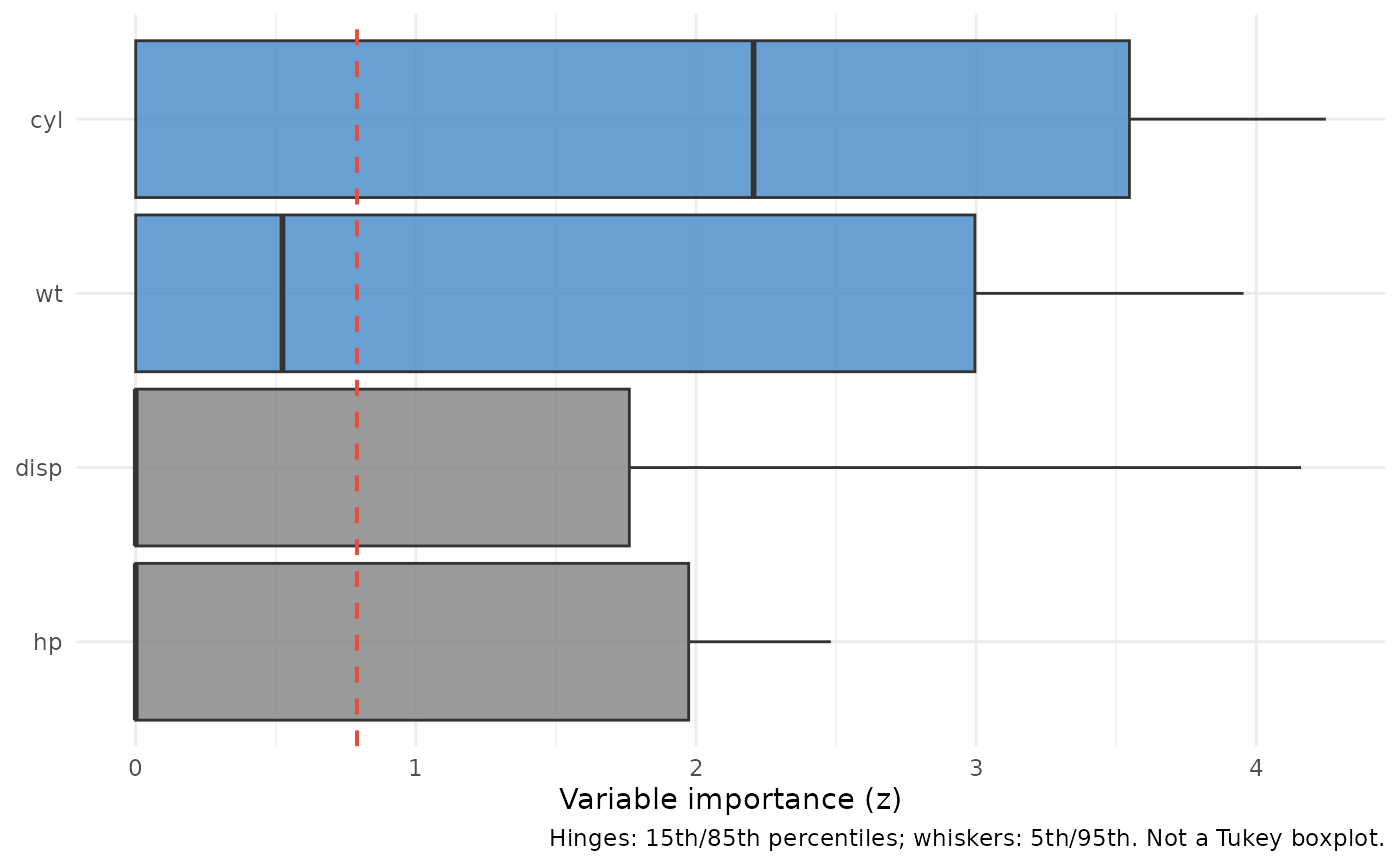 cyl
wt
disp
hp
0 1 2 3 4
Variable importance (z)
Hinges: 15th/85th percentiles; whiskers: 5th/95th. Not a Tukey boxplot.